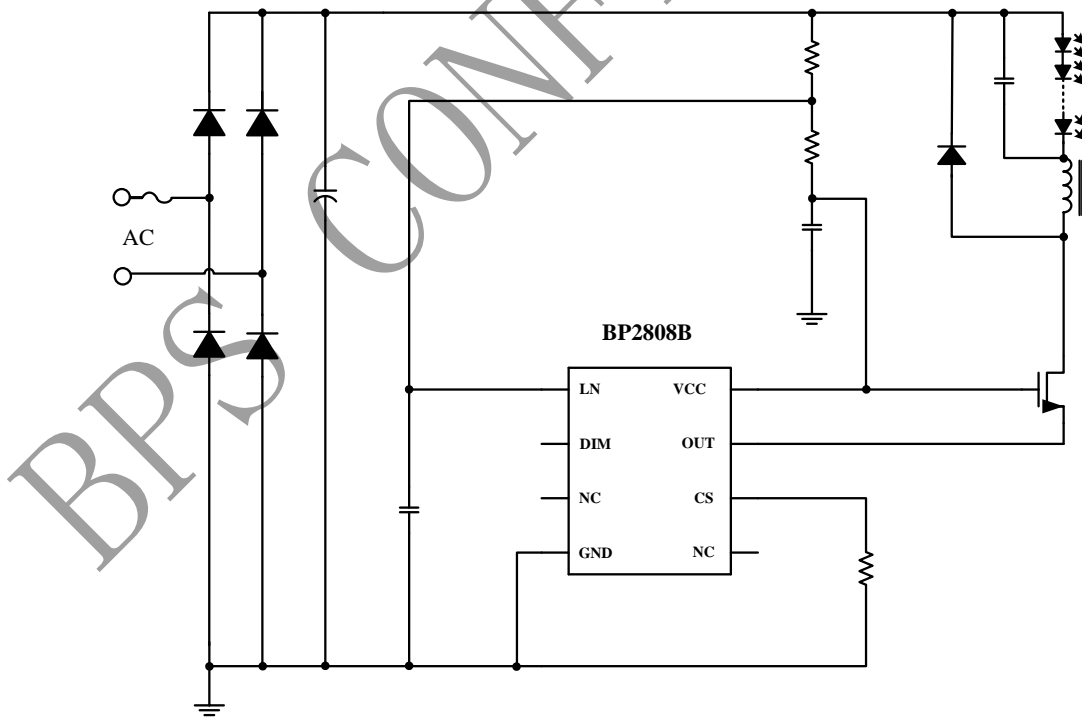 BPS CONF
AC
BP2808B
LN
VCC
DIM
OUT
NC
CS
GND
NC